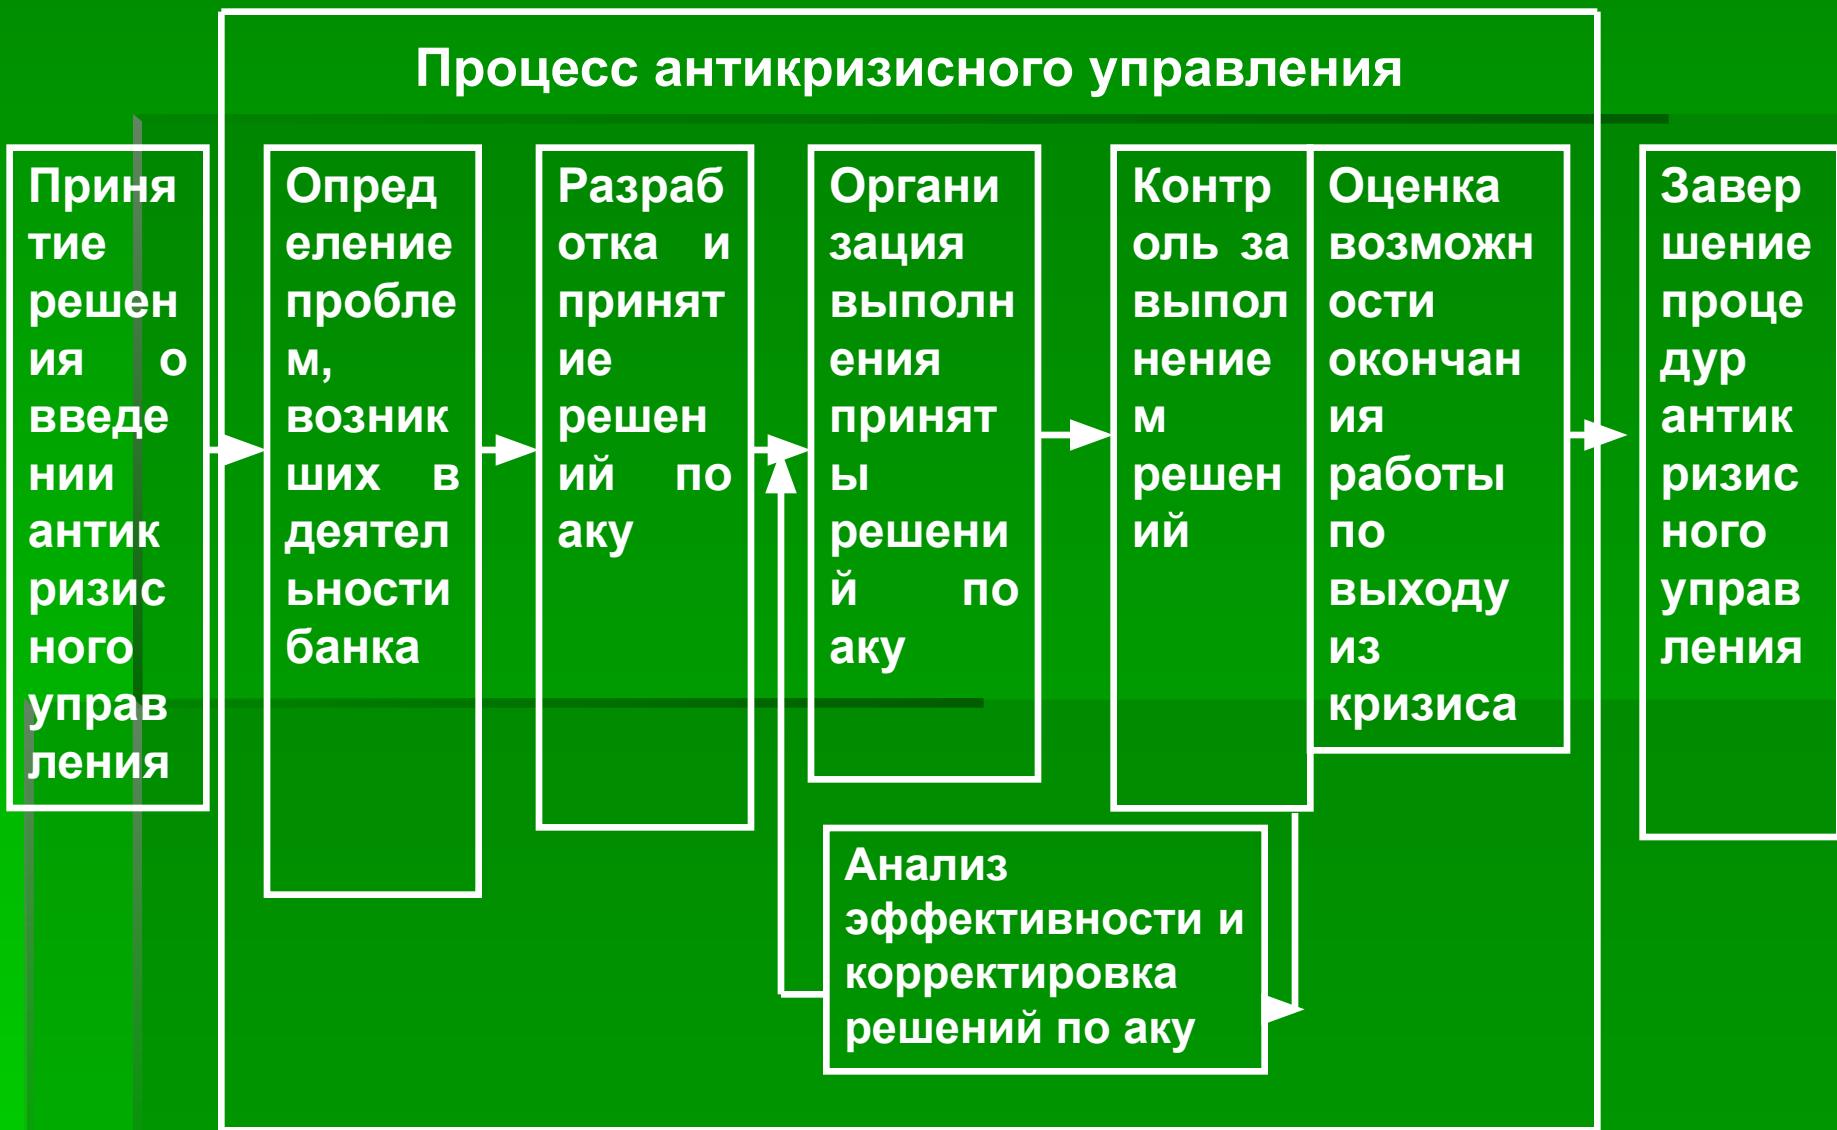 Процесс антикризисного управления
Приня
тие
решен
ия о
введе
нии
антик
ризис
ного
управ
ления
Опред
еление
пробле
м,
возник
ших в
деятел
ьности
банка
Разраб
отка и
принят
ие
решен
ий по
аку
Органи
зация
выполн
ения
принят
ы
решени
й по
аку
Контр
оль за
выпол
нение
м
решен
ий
Оценка
возможн
ости
окончан
ия
работы
по
выходу
из
кризиса
Завер
шение
проце
дур
антик
ризис
ного
управ
ления
Анализ
эффективности и
корректировка
решений по аку